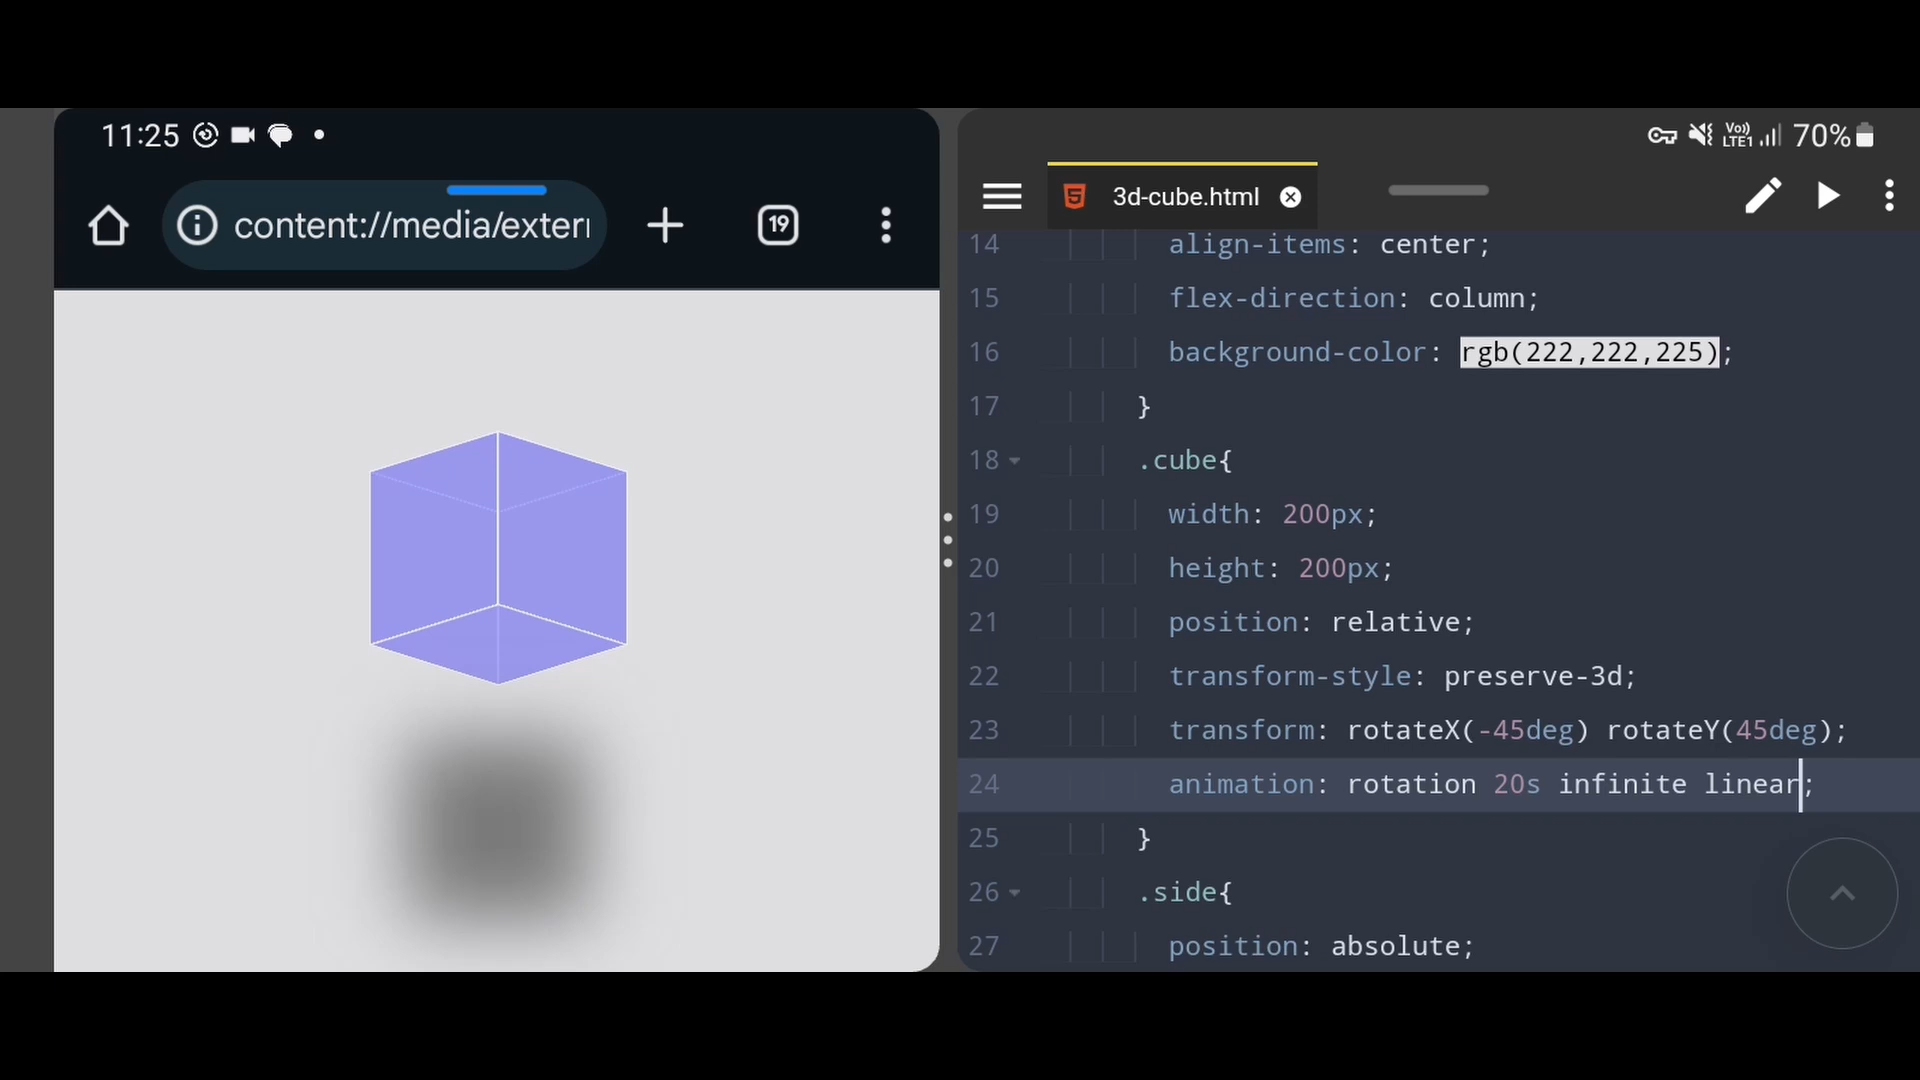 11:25
content://media/extern
19
Vo)) LTE1 70%
3d-cube.html
14 align-items: center;
15 flex-direction: column;
16 background-color: rgb(222,222,225);
17 }
18 .cube{
19 width: 200px;
20 height: 200px;
21 position: relative;
22 transform-style: preserve-3d;
23 transform: rotateX(-45deg) rotateY(45deg);
24 animation: rotation 20s infinite linear;
25 }
26 .side{
27 position: absolute;